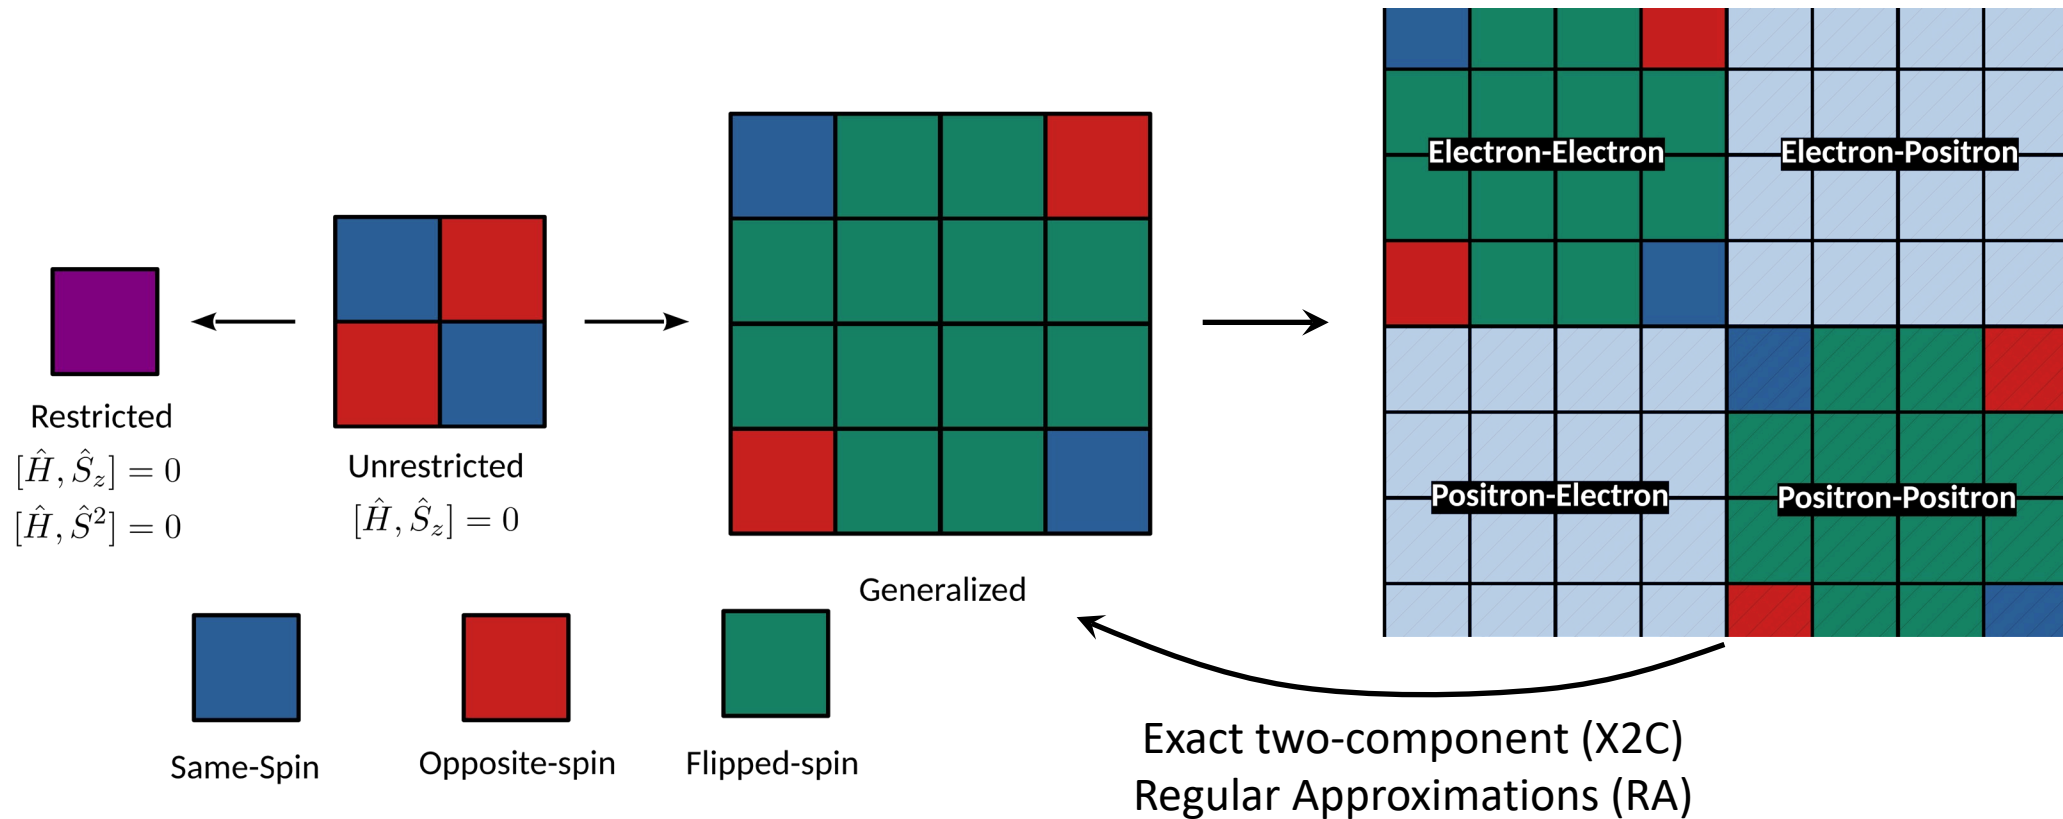 Restricted
[Ĥ, Ŝ_z] = 0
[Ĥ, Ŝ²] = 0
Unrestricted
[Ĥ, Ŝ_z] = 0
Generalized
Electron-Electron
Electron-Positron
Positron-Electron
Positron-Positron
Same-Spin
Opposite-spin
Flipped-spin
Exact two-component (X2C)
Regular Approximations (RA)